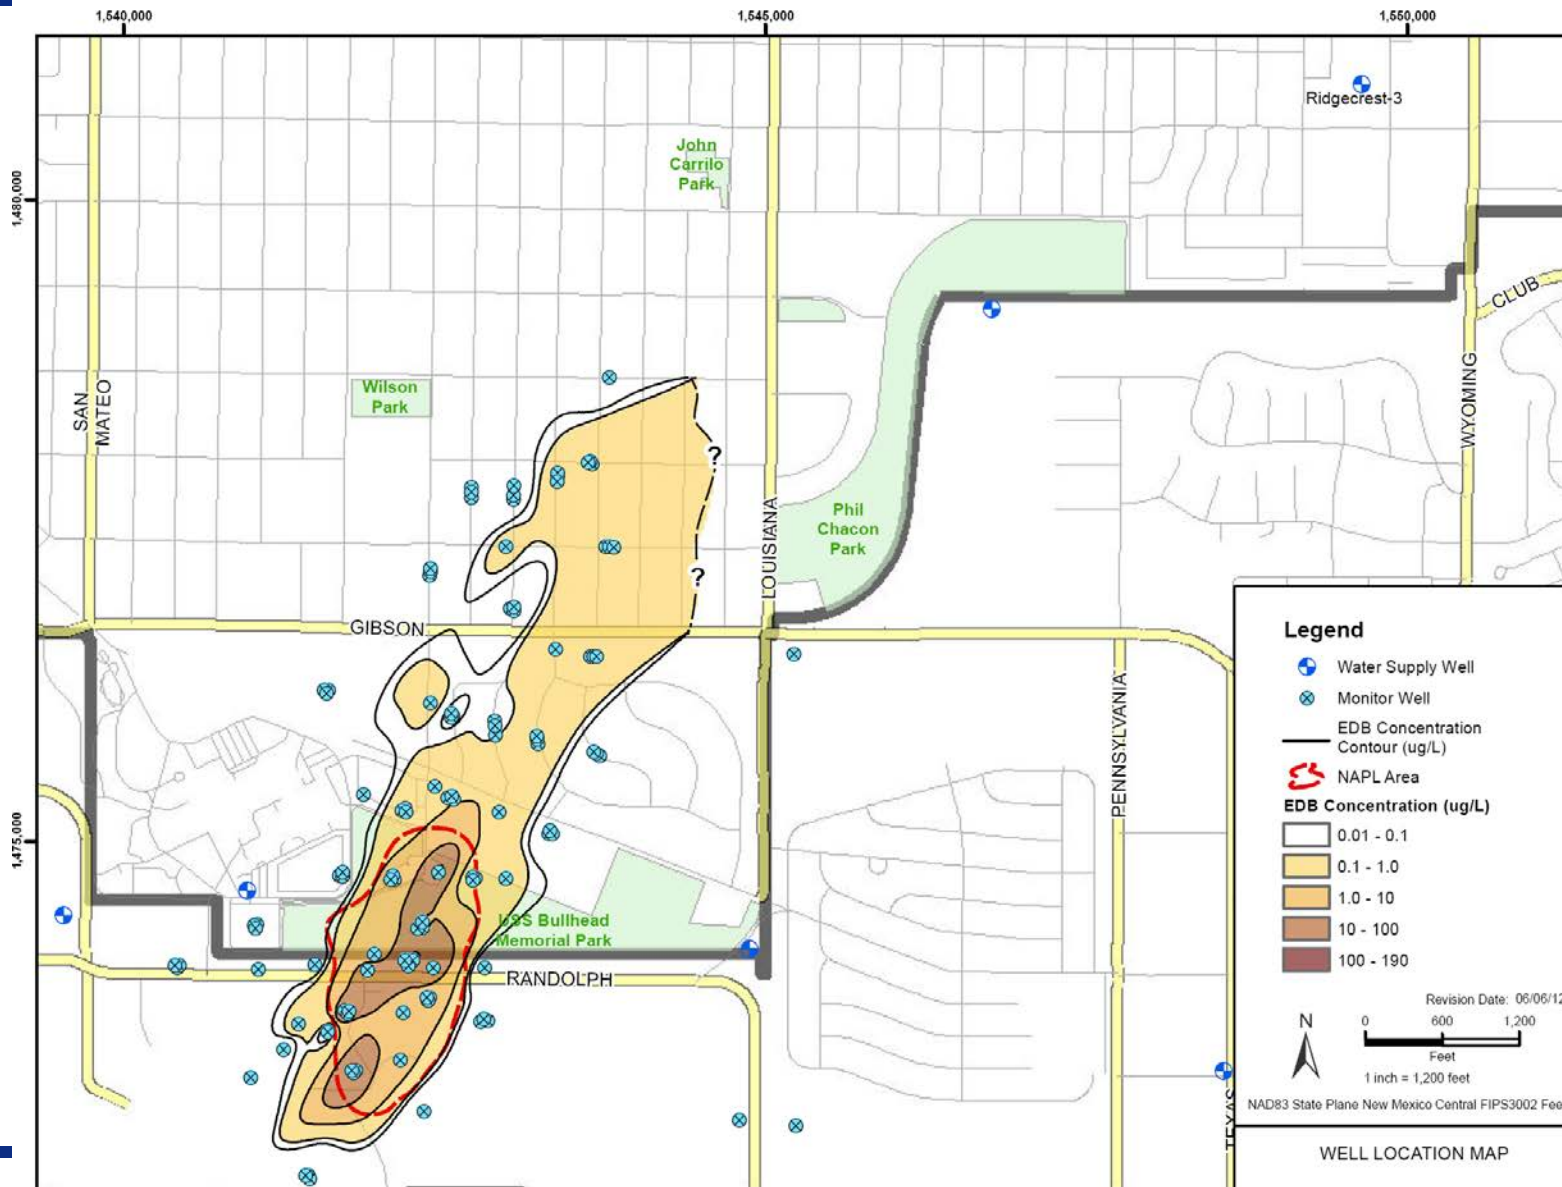 1,540,000
1,545,000
1,550,000
Ridgecrest-3
John
Carrilo
Park
1,480,000
CLUB
Wilson
Park
SAN
MATEO
WYOMING
?
Phil
Chacon
Park
LOUISIANA
?
GIBSON
PENNSYLVANIA
1,475,000
USS Bullhead
Memorial Park
RANDOLPH
TEXAS
Legend
Water Supply Well
Monitor Well
EDB Concentration
Contour (ug/L)
NAPL Area
EDB Concentration (ug/L)
0.01 - 0.1
0.1 - 1.0
1.0 - 10
10 - 100
100 - 190
Revision Date: 06/06/12
N
0 600 1,200
Feet
1 inch = 1,200 feet
NAD83 State Plane New Mexico Central FIPS3002 Fee
WELL LOCATION MAP